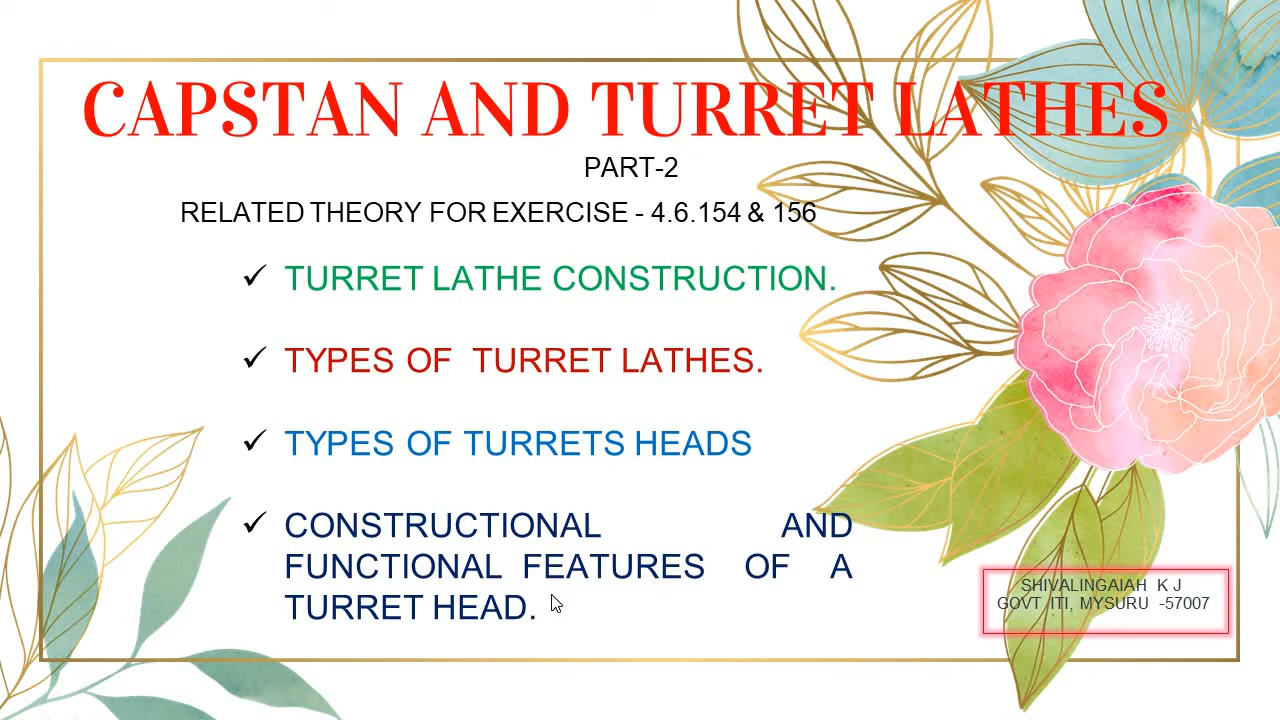 CAPSTAN AND TURRET LATHES
PART-2
RELATED THEORY FOR EXERCISE - 4.6.154 & 156
✓ TURRET LATHE CONSTRUCTION.
✓ TYPES OF TURRET LATHES.
✓ TYPES OF TURRETS HEADS
✓ CONSTRUCTIONAL AND
FUNCTIONAL FEATURES OF A
TURRET HEAD.
SHIVALINGAIAH K J
GOVT ITI, MYSURU -57007